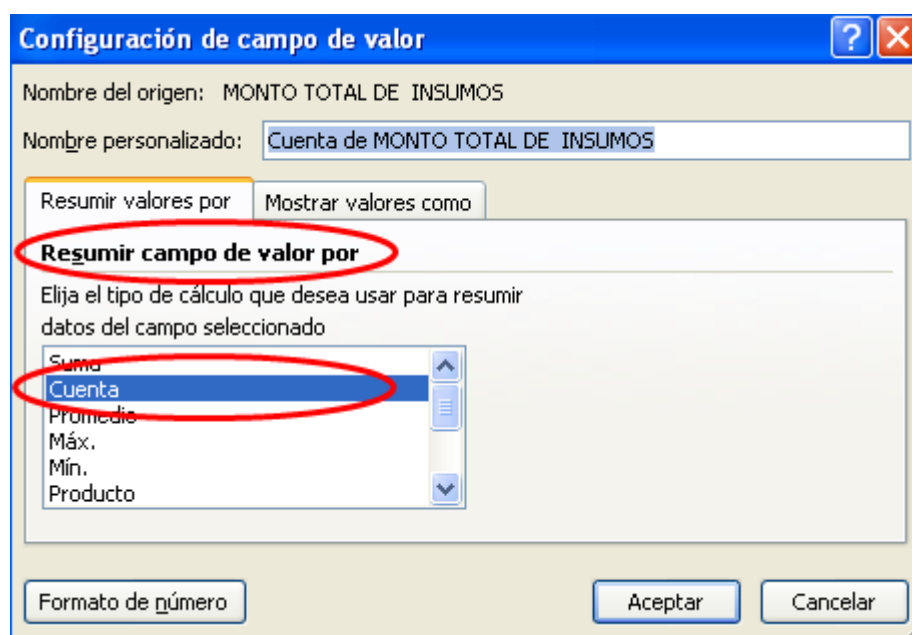 Configuración de campo de valor
Nombre del origen: MONTO TOTAL DE INSUMOS
Nombre personalizado: Cuenta de MONTO TOTAL DE INSUMOS
Resumir valores por Mostrar valores como
Resumir campo de valor por
Elija el tipo de cálculo que desea usar para resumir
datos del campo seleccionado
Suma
Cuenta
Promedio
Máx.
Mín.
Producto
Formato de número Aceptar Cancelar